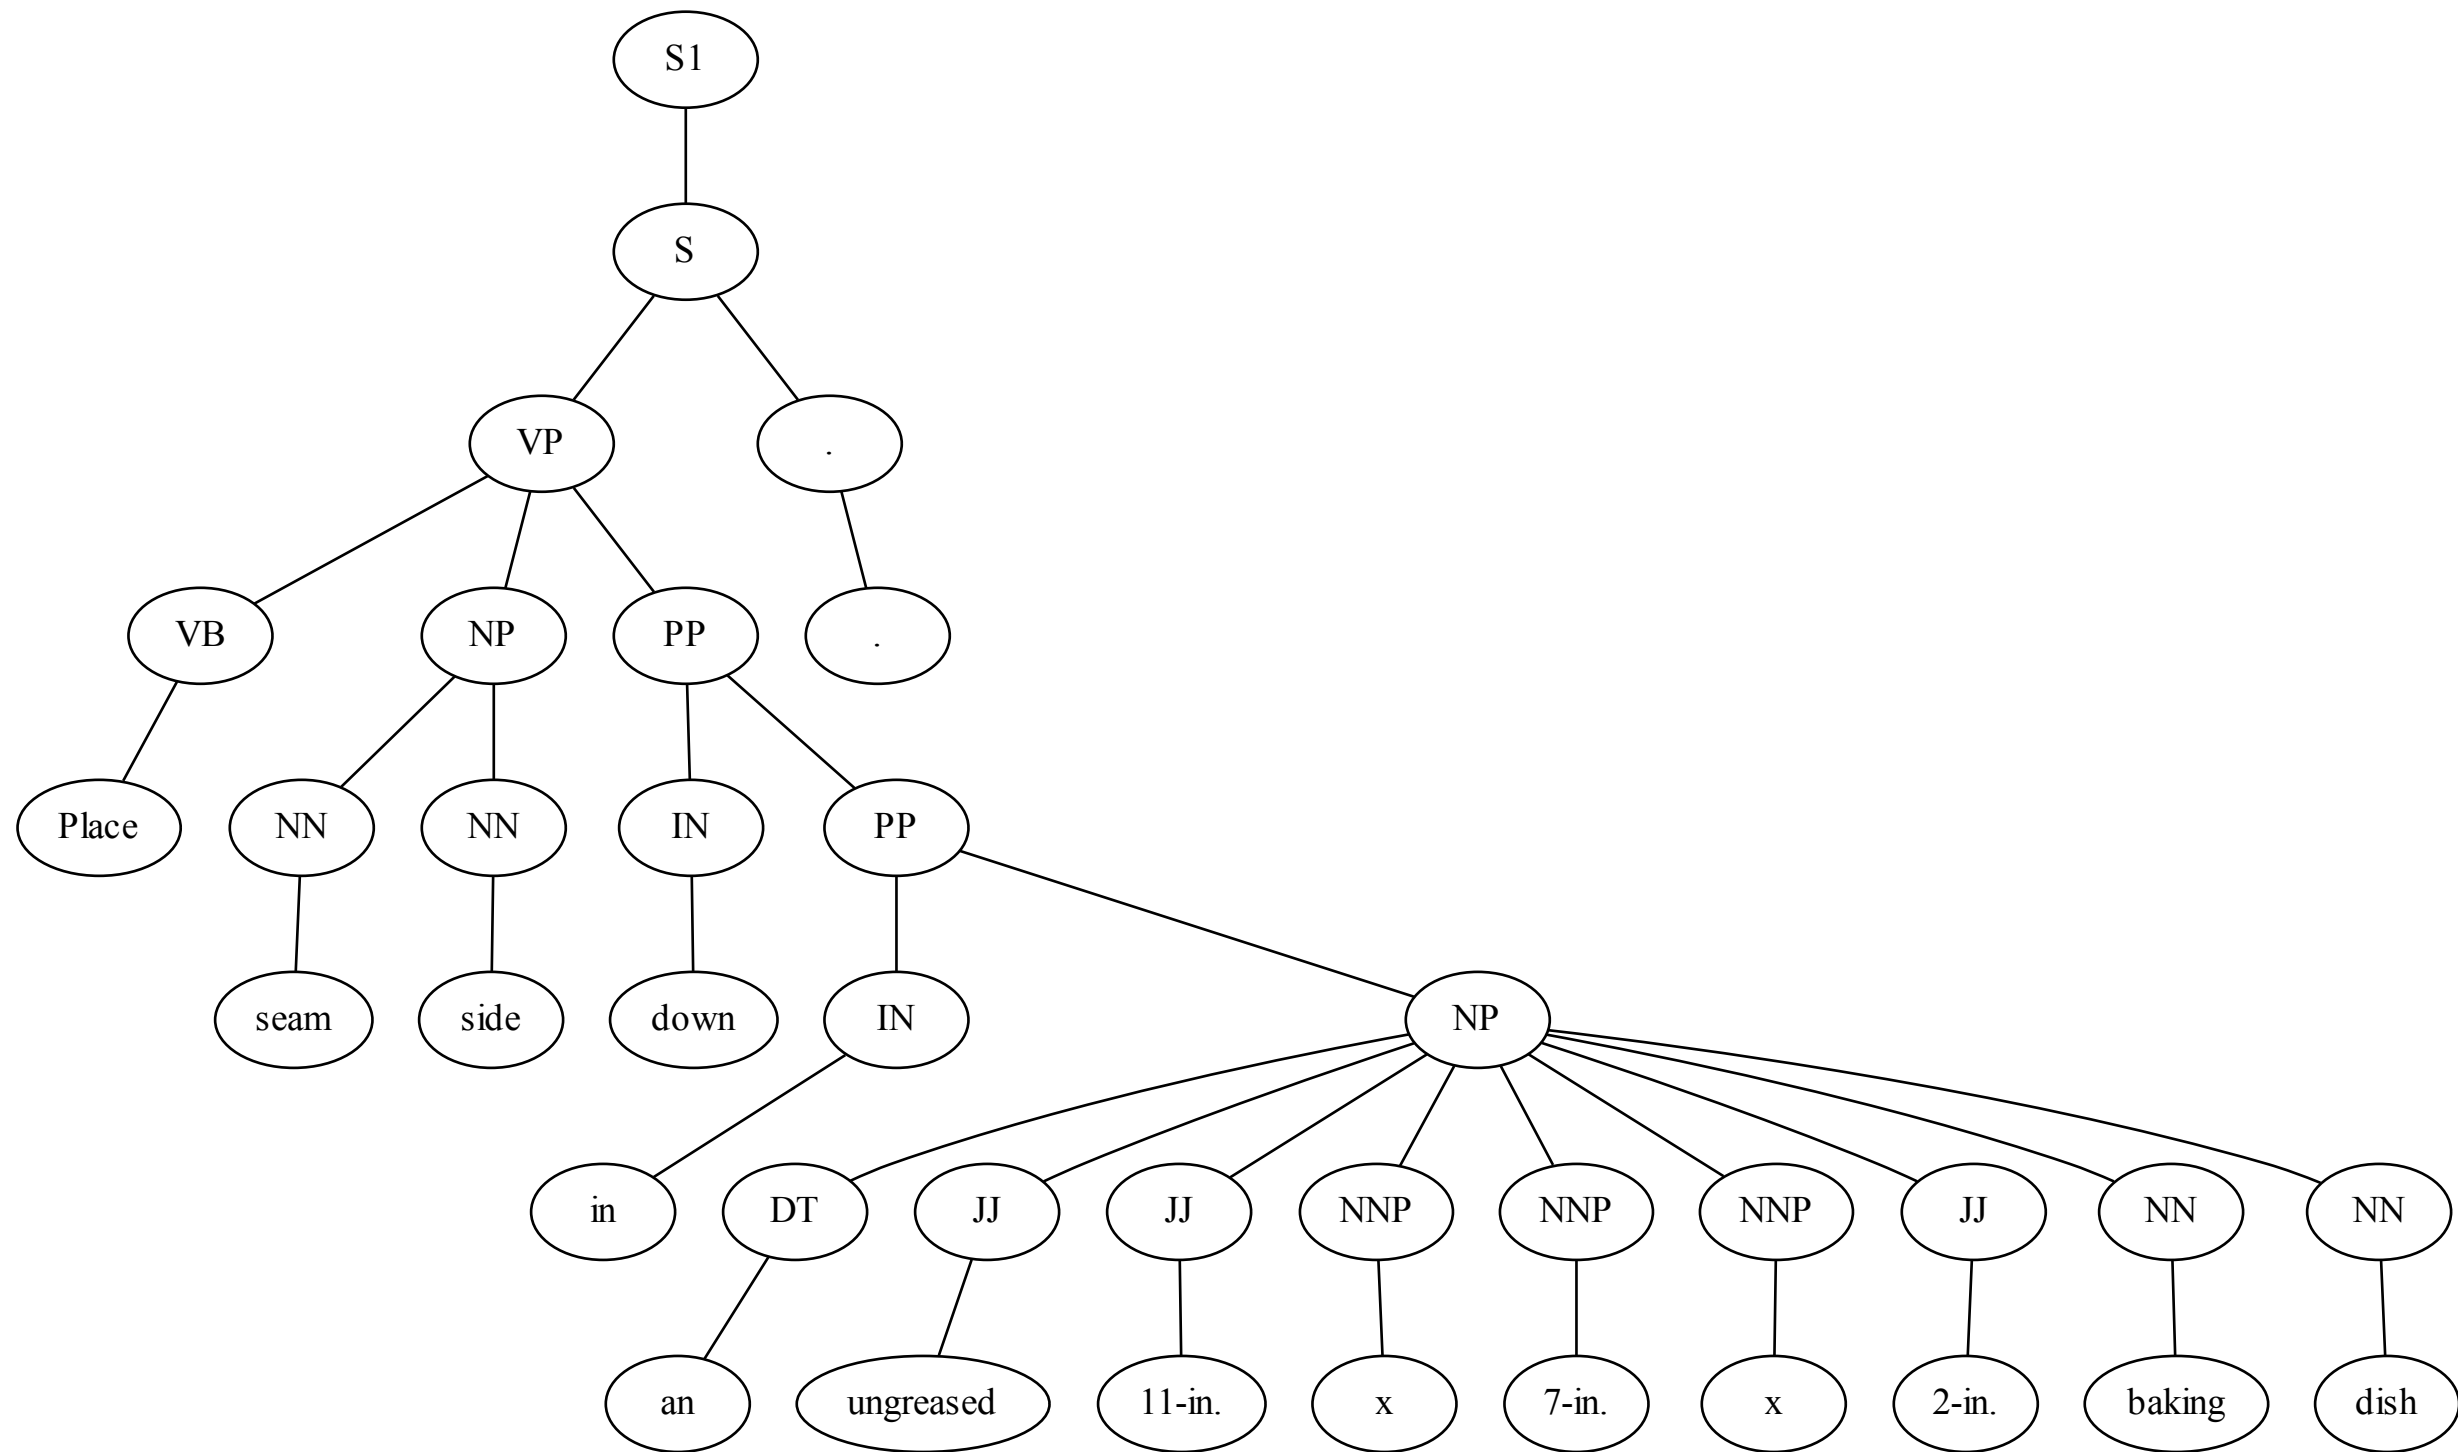 S1
S
VP .
VB NP PP .
Place NN NN IN PP
seam side down IN NP
in DT JJ JJ NNP NNP NNP JJ NN NN
an ungreased 11-in. x 7-in. x 2-in. baking dish